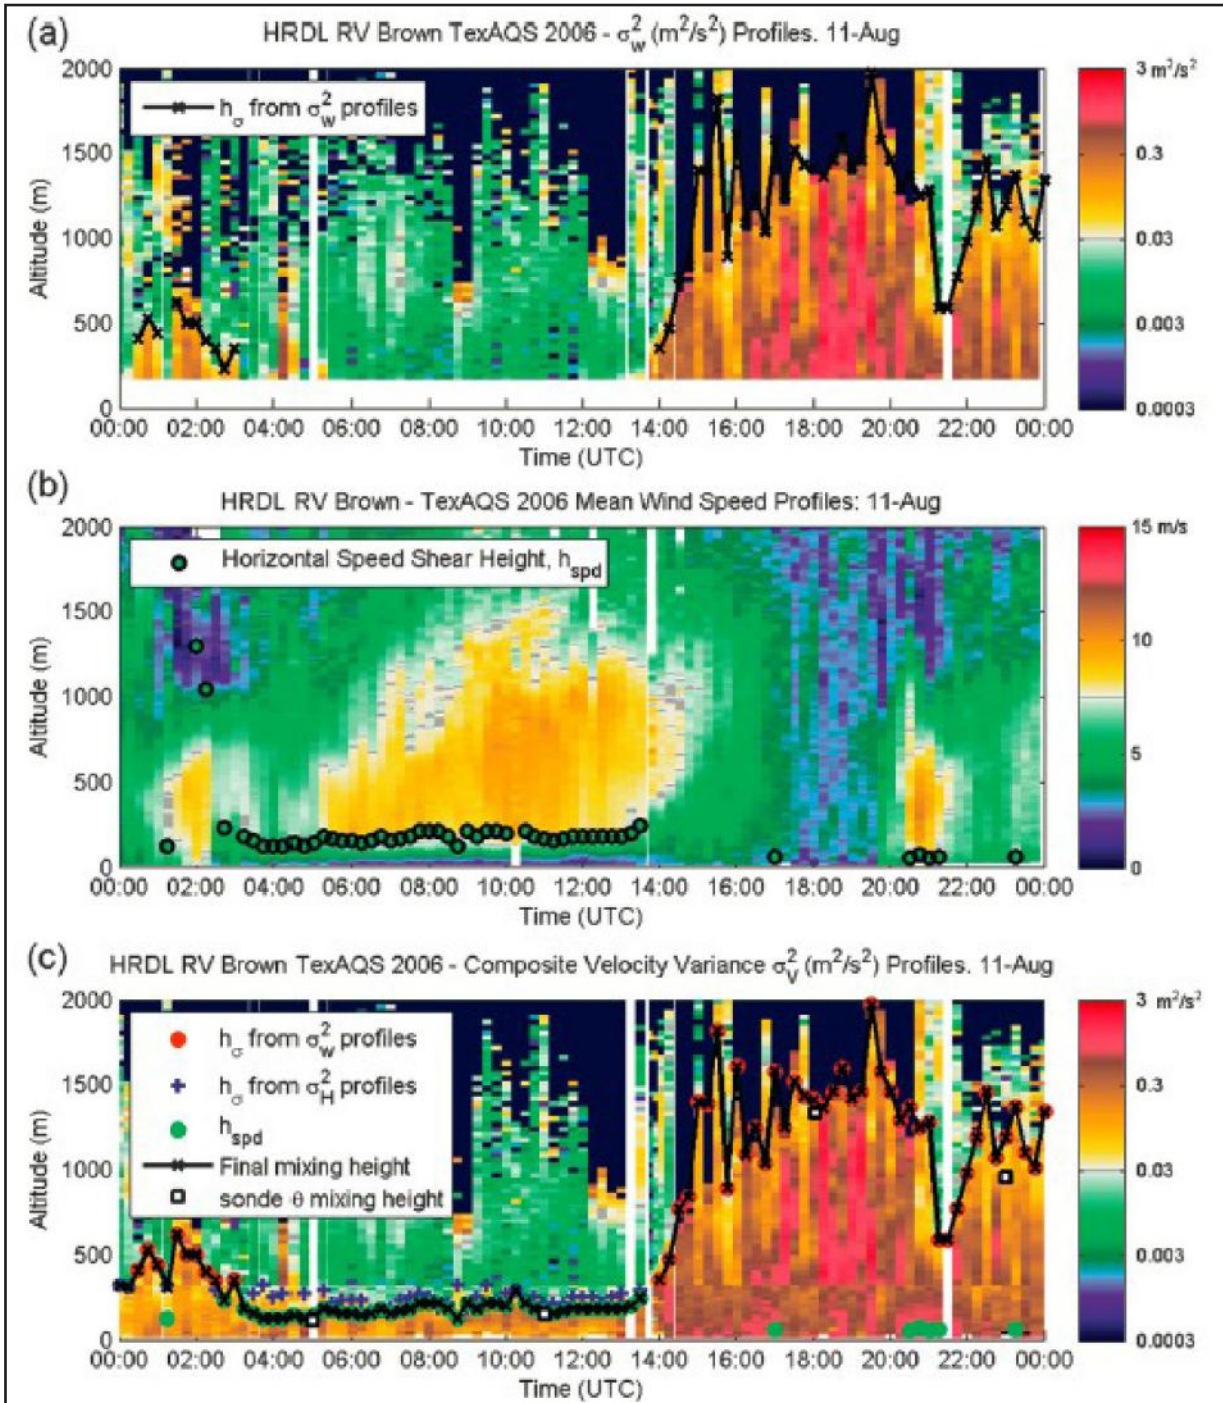 (a)
HRDL RV Brown TexAQS 2006 - σ²w (m²/s²) Profiles. 11-Aug
hσ from σ²w profiles
2000
1500
1000
500
0
Altitude (m)
00:00 02:00 04:00 06:00 08:00 10:00 12:00 14:00 16:00 18:00 20:00 22:00 00:00
Time (UTC)
3 m²/s²
0.3
0.03
0.003
0.0003
(b)
HRDL RV Brown - TexAQS 2006 Mean Wind Speed Profiles: 11-Aug
Horizontal Speed Shear Height, hspd
2000
1500
1000
500
0
Altitude (m)
00:00 02:00 04:00 06:00 08:00 10:00 12:00 14:00 16:00 18:00 20:00 22:00 00:00
Time (UTC)
15 m/s
10
5
0
(c)
HRDL RV Brown TexAQS 2006 - Composite Velocity Variance σ²v (m²/s²) Profiles. 11-Aug
hσ from σ²w profiles
hσ from σ²H profiles
hspd
Final mixing height
sonde θ mixing height
2000
1500
1000
500
0
Altitude (m)
00:00 02:00 04:00 06:00 08:00 10:00 12:00 14:00 16:00 18:00 20:00 22:00 00:00
Time (UTC)
3 m²/s²
0.3
0.03
0.003
0.0003